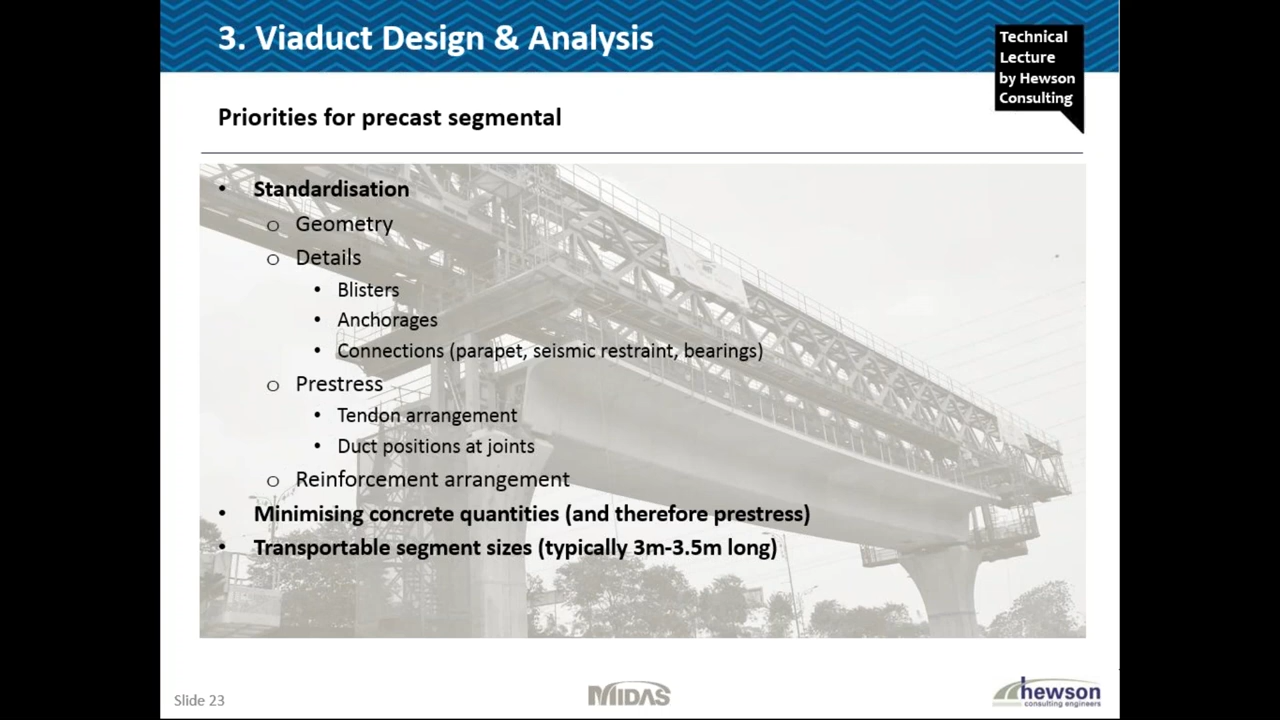 3. Viaduct Design & Analysis
Technical
Lecture
by Hewson
Consulting
Priorities for precast segmental
• Standardisation
o Geometry
o Details
• Blisters
• Anchorages
• Connections (parapet, seismic restraint, bearings)
o Prestress
• Tendon arrangement
• Duct positions at joints
o Reinforcement arrangement
• Minimising concrete quantities (and therefore prestress)
• Transportable segment sizes (typically 3m-3.5m long)
Slide 23
MIDAS
hewson
consulting engineers